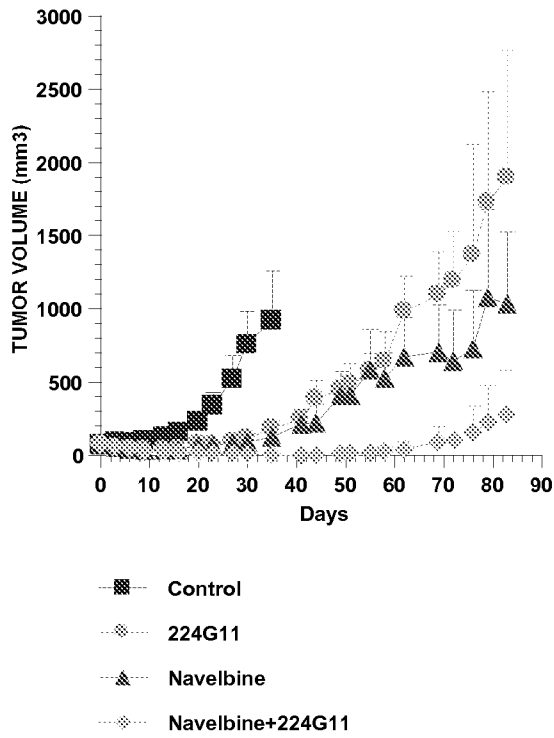 3000
2500
2000
1500
1000
500
0
TUMOR VOLUME (mm3)
0 10 20 30 40 50 60 70 80 90
Days
Control
224G11
Navelbine
Navelbine+224G11